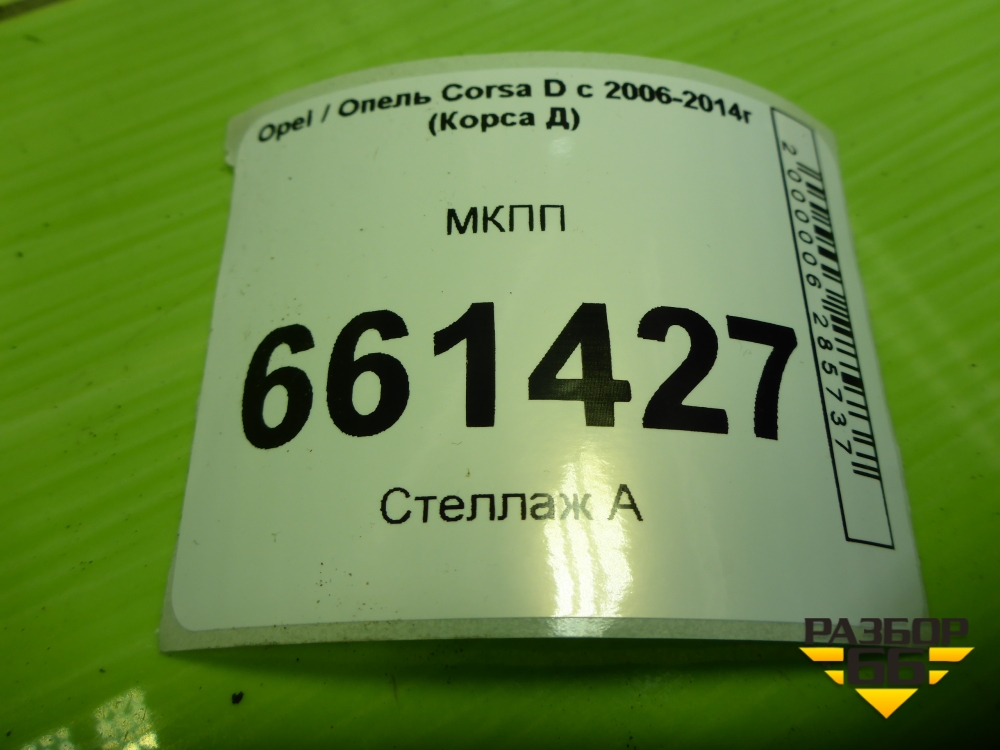 Opel / Опель Corsa D с 2006-2014г
(Корса Д)
МКПП
661427
Стеллаж А
2000006285737
РАЗБОР
66